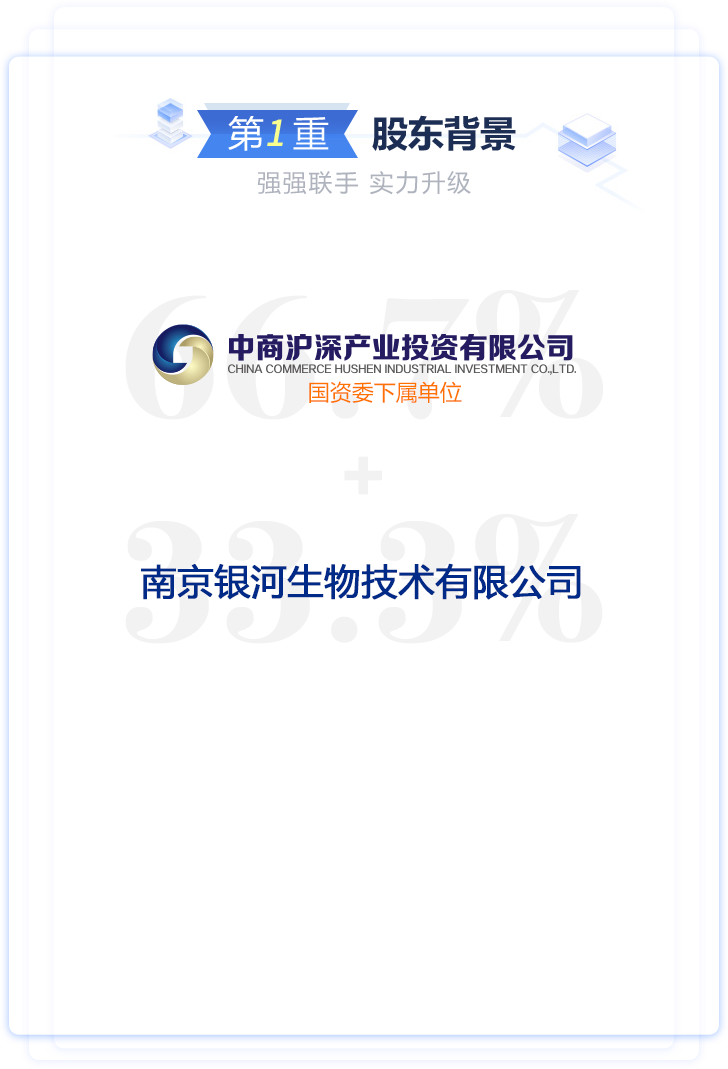 第1重 股东背景
强强联手 实力升级
66.7%
中商沪深产业投资有限公司
CHINA COMMERCE HUSHEN INDUSTRIAL INVESTMENT CO.,LTD.
国资委下属单位
+
33.3%
南京银河生物技术有限公司